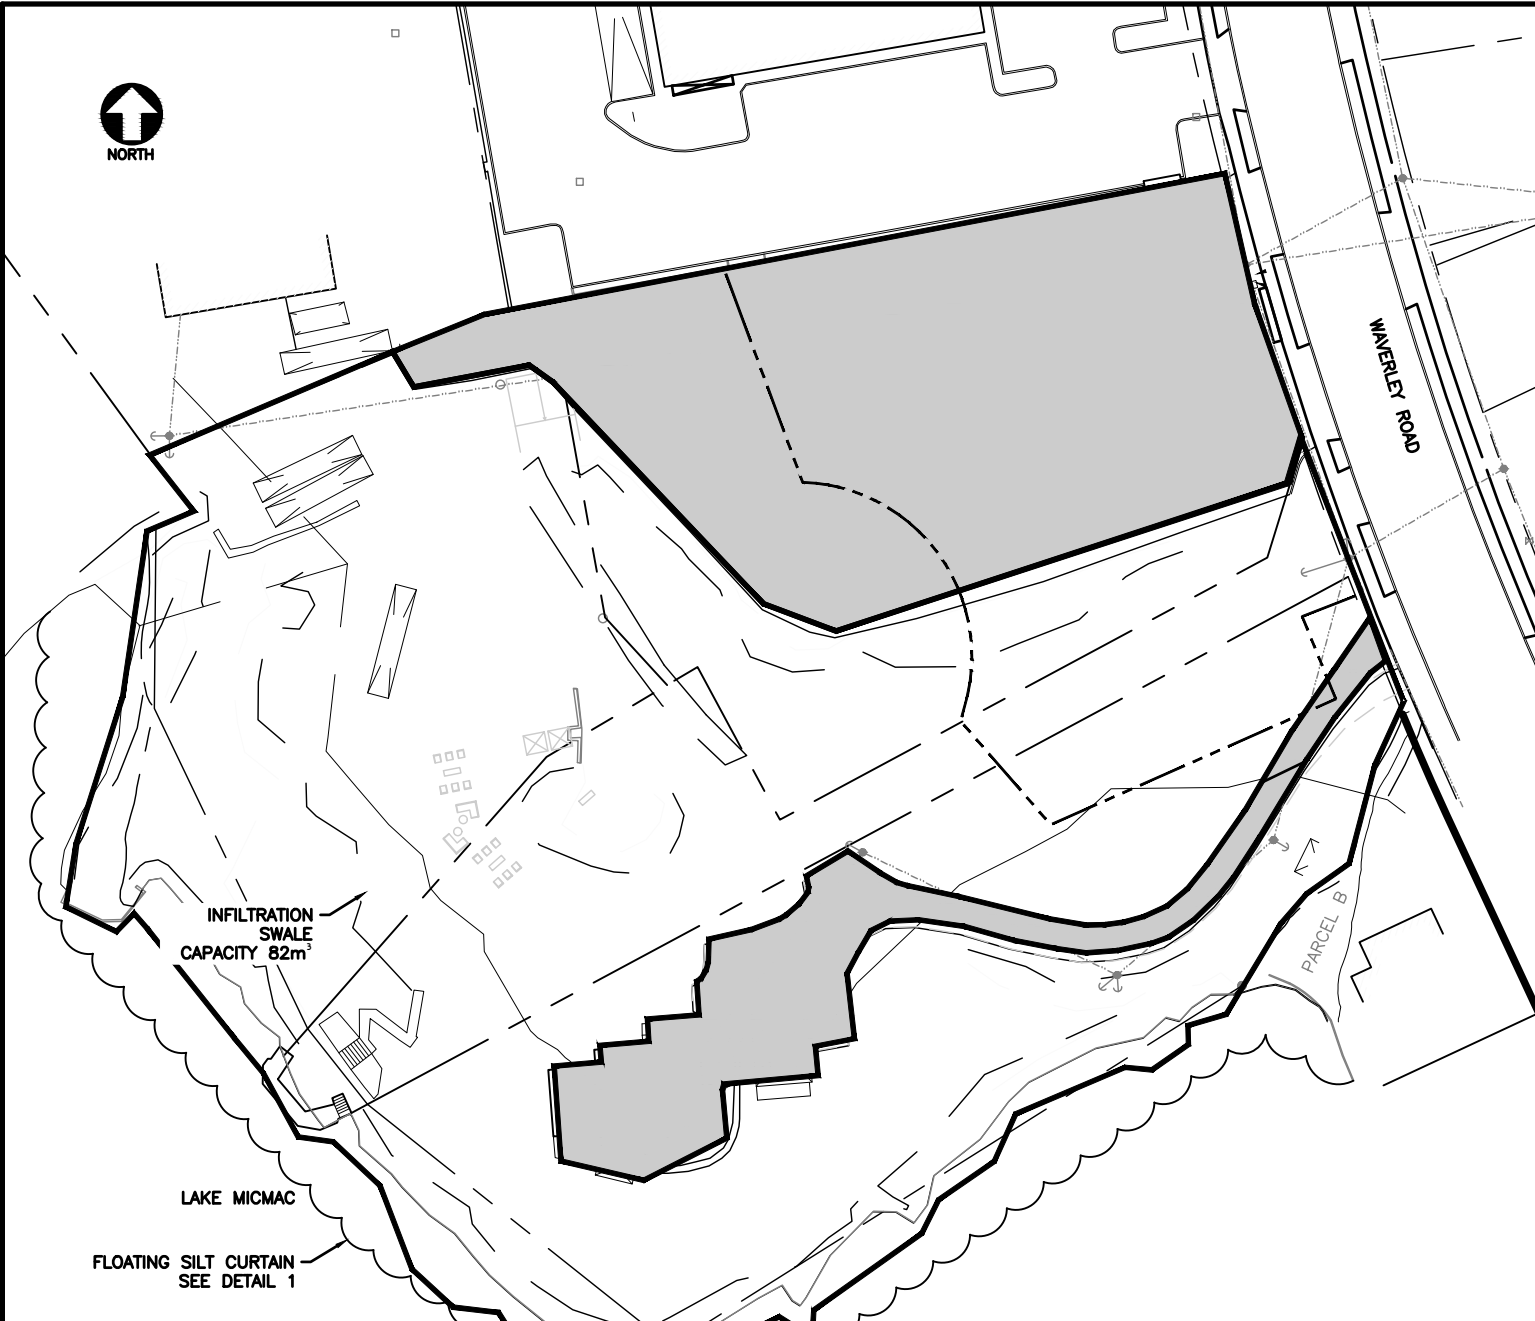 NORTH
WAVERLEY ROAD
INFILTRATION
SWALE
CAPACITY 82m³
PARCEL B
LAKE MICMAC
FLOATING SILT CURTAIN
SEE DETAIL 1